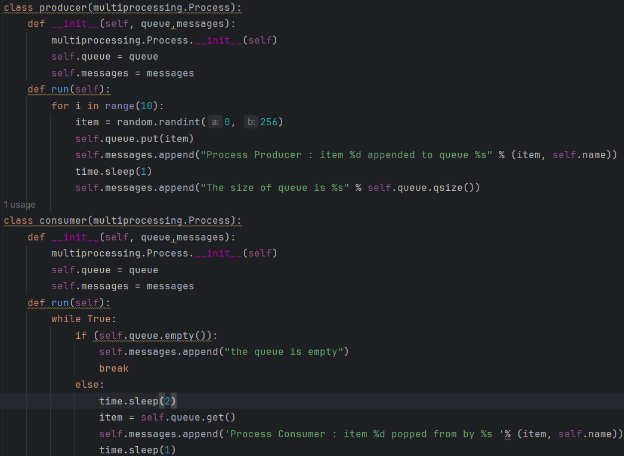 class producer(multiprocessing.Process):
    def __init__(self, queue,messages):
        multiprocessing.Process.__init__(self)
        self.queue = queue
        self.messages = messages
    def run(self):
        for i in range(10):
            item = random.randint( a: 0, b: 256)
            self.queue.put(item)
            self.messages.append("Process Producer : item %d appended to queue %s" % (item, self.name))
            time.sleep(1)
            self.messages.append("The size of queue is %s" % self.queue.qsize())
1 usage
class consumer(multiprocessing.Process):
    def __init__(self, queue,messages):
        multiprocessing.Process.__init__(self)
        self.queue = queue
        self.messages = messages
    def run(self):
        while True:
            if (self.queue.empty()):
                self.messages.append("the queue is empty")
                break
            else:
                time.sleep(2)
                item = self.queue.get()
                self.messages.append('Process Consumer : item %d popped from by %s '% (item, self.name))
                time.sleep(1)